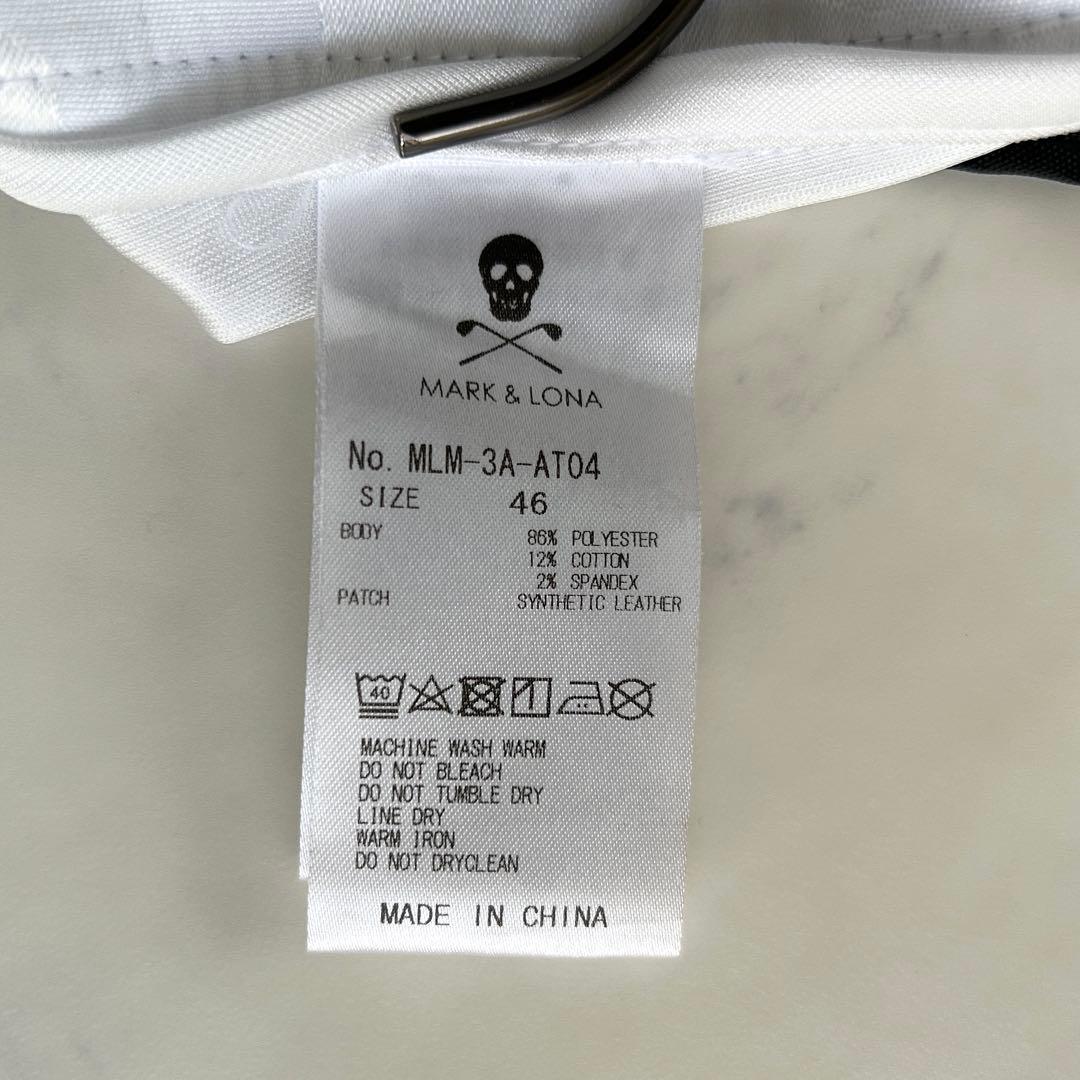 MARK & LONA
No. MLM-3A-AT04
SIZE 46
BODY 86% POLYESTER
12% COTTON
2% SPANDEX
PATCH SYNTHETIC LEATHER
40
MACHINE WASH WARM
DO NOT BLEACH
DO NOT TUMBLE DRY
LINE DRY
WARM IRON
DO NOT DRYCLEAN
MADE IN CHINA